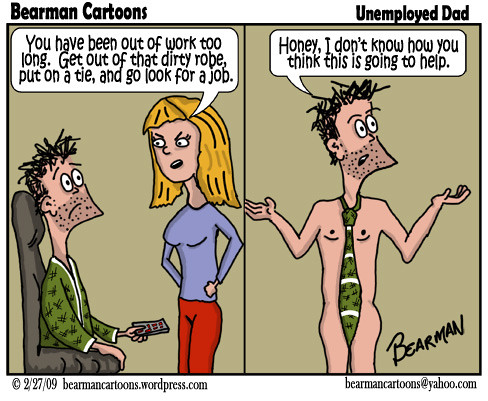 Bearman Cartoons
Unemployed Dad
You have been out of work too
long. Get out of that dirty robe,
put on a tie, and go look for a job.
Honey, I don't know how you
think this is going to help.
BEARMAN
© 2/27/09 bearmancartoons.wordpress.com
bearmancartoons@yahoo.com